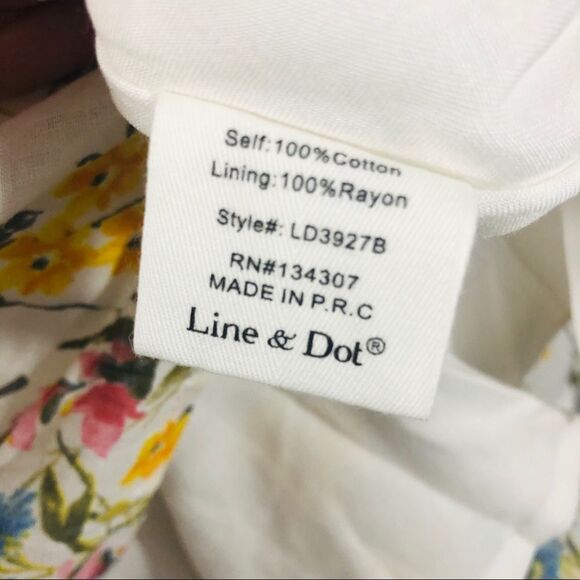 Self:100%Cotton
Lining:100%Rayon
Style#: LD3927B
RN#134307
MADE IN P.R.C
Line & Dot®